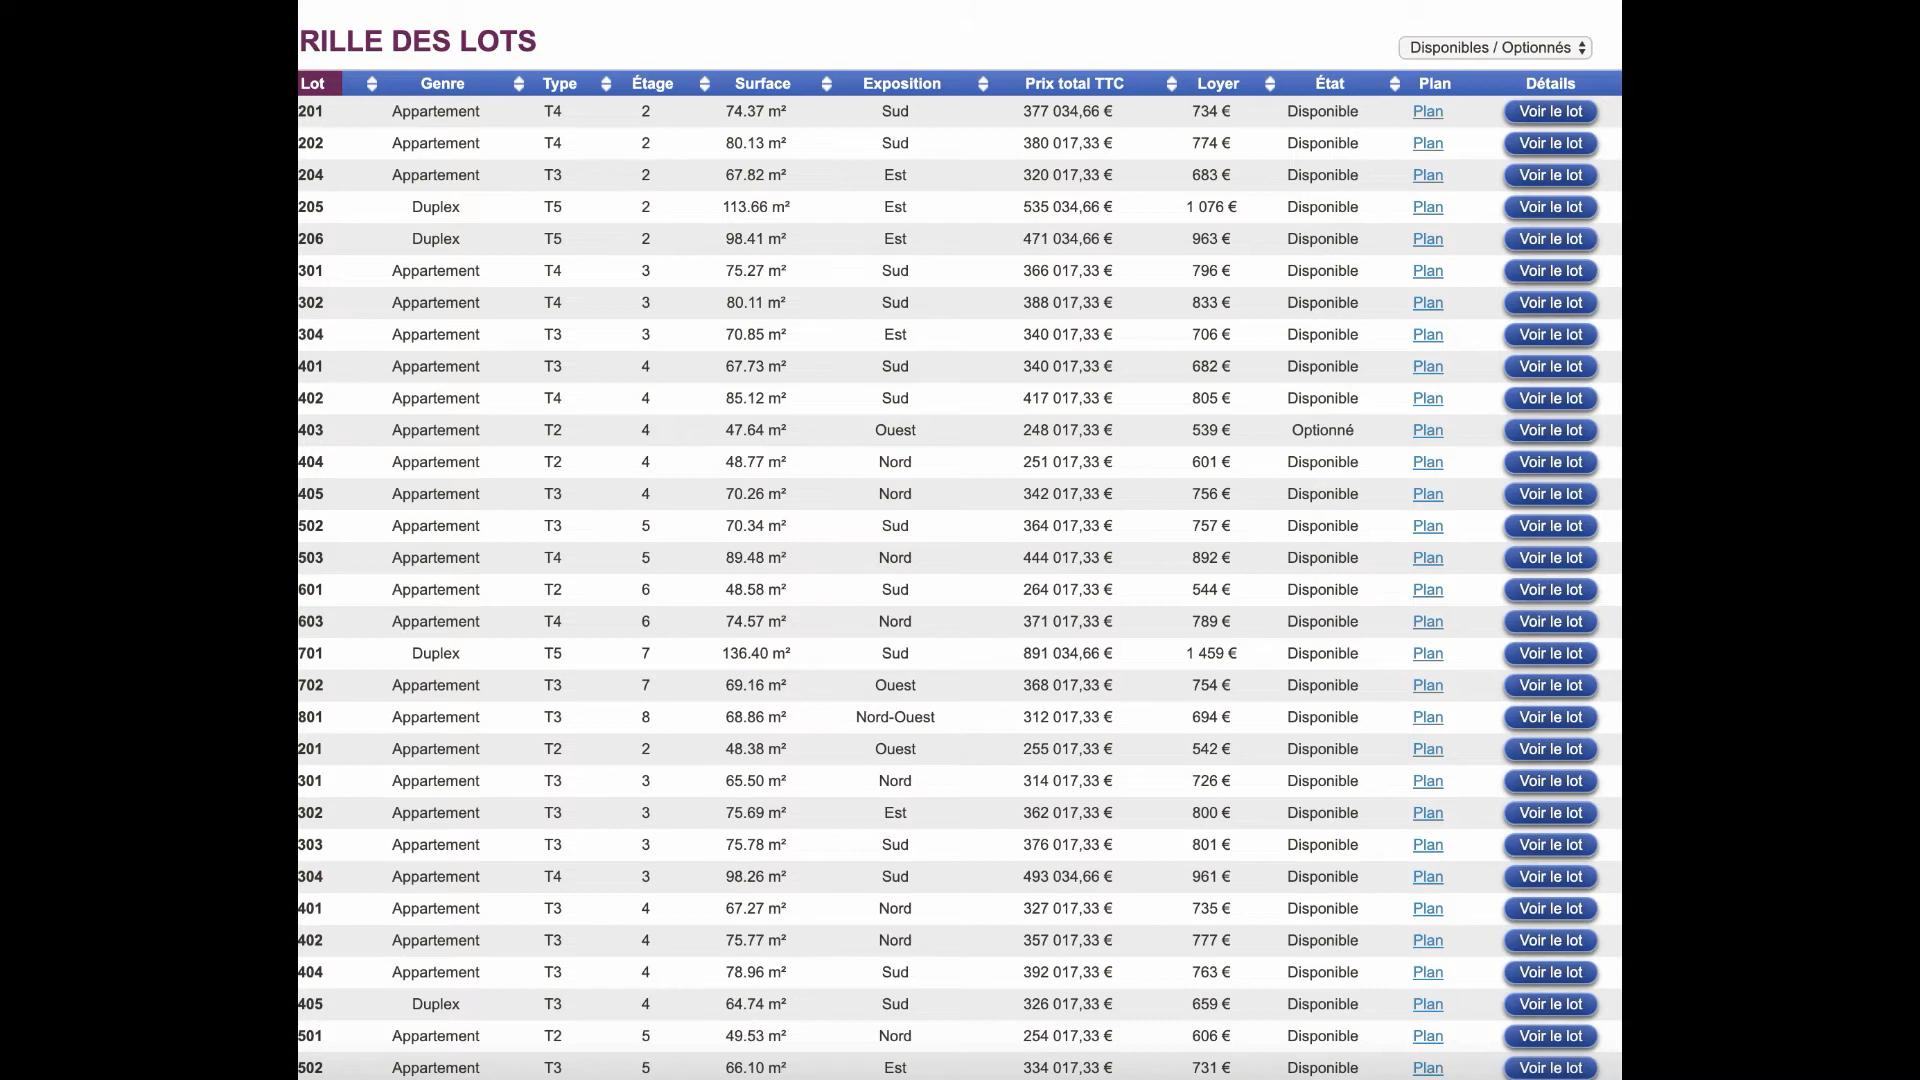 RILLE DES LOTS
Disponibles / Optionnés
Lot Genre Type Étage Surface Exposition Prix total TTC Loyer État Plan Détails
201 Appartement T4 2 74.37 m² Sud 377 034,66 € 734 € Disponible Plan Voir le lot
202 Appartement T4 2 80.13 m² Sud 380 017,33 € 774 € Disponible Plan Voir le lot
204 Appartement T3 2 67.82 m² Est 320 017,33 € 683 € Disponible Plan Voir le lot
205 Duplex T5 2 113.66 m² Est 535 034,66 € 1 076 € Disponible Plan Voir le lot
206 Duplex T5 2 98.41 m² Est 471 034,66 € 963 € Disponible Plan Voir le lot
301 Appartement T4 3 75.27 m² Sud 366 017,33 € 796 € Disponible Plan Voir le lot
302 Appartement T4 3 80.11 m² Sud 388 017,33 € 833 € Disponible Plan Voir le lot
304 Appartement T3 3 70.85 m² Est 340 017,33 € 706 € Disponible Plan Voir le lot
401 Appartement T3 4 67.73 m² Sud 340 017,33 € 682 € Disponible Plan Voir le lot
402 Appartement T4 4 85.12 m² Sud 417 017,33 € 805 € Disponible Plan Voir le lot
403 Appartement T2 4 47.64 m² Ouest 248 017,33 € 539 € Optionné Plan Voir le lot
404 Appartement T2 4 48.77 m² Nord 251 017,33 € 601 € Disponible Plan Voir le lot
405 Appartement T3 4 70.26 m² Nord 342 017,33 € 756 € Disponible Plan Voir le lot
502 Appartement T3 5 70.34 m² Sud 364 017,33 € 757 € Disponible Plan Voir le lot
503 Appartement T4 5 89.48 m² Nord 444 017,33 € 892 € Disponible Plan Voir le lot
601 Appartement T2 6 48.58 m² Sud 264 017,33 € 544 € Disponible Plan Voir le lot
603 Appartement T4 6 74.57 m² Nord 371 017,33 € 789 € Disponible Plan Voir le lot
701 Duplex T5 7 136.40 m² Sud 891 034,66 € 1 459 € Disponible Plan Voir le lot
702 Appartement T3 7 69.16 m² Ouest 368 017,33 € 754 € Disponible Plan Voir le lot
801 Appartement T3 8 68.86 m² Nord-Ouest 312 017,33 € 694 € Disponible Plan Voir le lot
201 Appartement T2 2 48.38 m² Ouest 255 017,33 € 542 € Disponible Plan Voir le lot
301 Appartement T3 3 65.50 m² Nord 314 017,33 € 726 € Disponible Plan Voir le lot
302 Appartement T3 3 75.69 m² Est 362 017,33 € 800 € Disponible Plan Voir le lot
303 Appartement T3 3 75.78 m² Sud 376 017,33 € 801 € Disponible Plan Voir le lot
304 Appartement T4 3 98.26 m² Sud 493 034,66 € 961 € Disponible Plan Voir le lot
401 Appartement T3 4 67.27 m² Nord 327 017,33 € 735 € Disponible Plan Voir le lot
402 Appartement T3 4 75.77 m² Nord 357 017,33 € 777 € Disponible Plan Voir le lot
404 Appartement T3 4 78.96 m² Sud 392 017,33 € 763 € Disponible Plan Voir le lot
405 Duplex T3 4 64.74 m² Sud 326 017,33 € 659 € Disponible Plan Voir le lot
501 Appartement T2 5 49.53 m² Nord 254 017,33 € 606 € Disponible Plan Voir le lot
502 Appartement T3 5 66.10 m² Est 334 017,33 € 731 € Disponible Plan Voir le lot